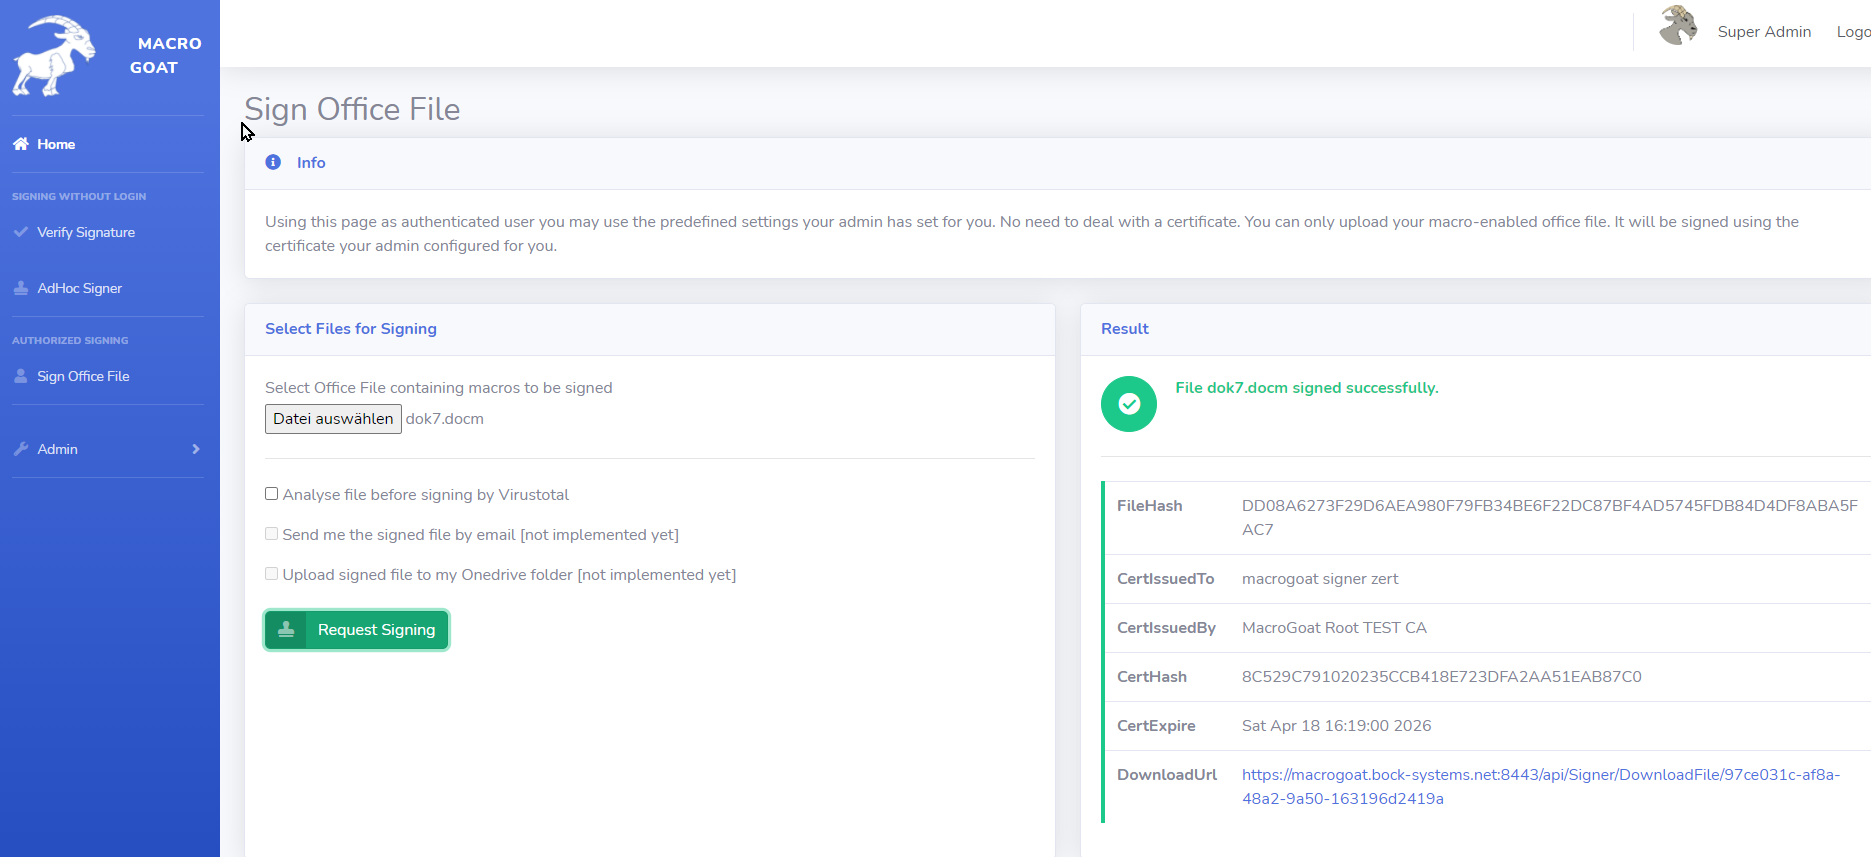 MACRO
GOAT
Super Admin
Logo
Home
SIGNING WITHOUT LOGIN
Verify Signature
AdHoc Signer
AUTHORIZED SIGNING
Sign Office File
Admin
Sign Office File
Info
Using this page as authenticated user you may use the predefined settings your admin has set for you. No need to deal with a certificate. You can only upload your macro-enabled office file. It will be signed using the
certificate your admin configured for you.
Select Files for Signing
Select Office File containing macros to be signed
Datei auswählen dok7.docm
Analyse file before signing by Virustotal
Send me the signed file by email [not implemented yet]
Upload signed file to my Onedrive folder [not implemented yet]
Request Signing
Result
File dok7.docm signed successfully.
FileHash DD08A6273F29D6AEA980F79FB34BE6F22DC87BF4AD5745FDB84D4DF8ABA5F
AC7
CertIssuedTo macrogoat signer zert
CertIssuedBy MacroGoat Root TEST CA
CertHash 8C529C791020235CCB418E723DFA2AA51EAB87C0
CertExpire Sat Apr 18 16:19:00 2026
DownloadUrl https://macrogoat.bock-systems.net:8443/api/Signer/DownloadFile/97ce031c-af8a-
48a2-9a50-163196d2419a